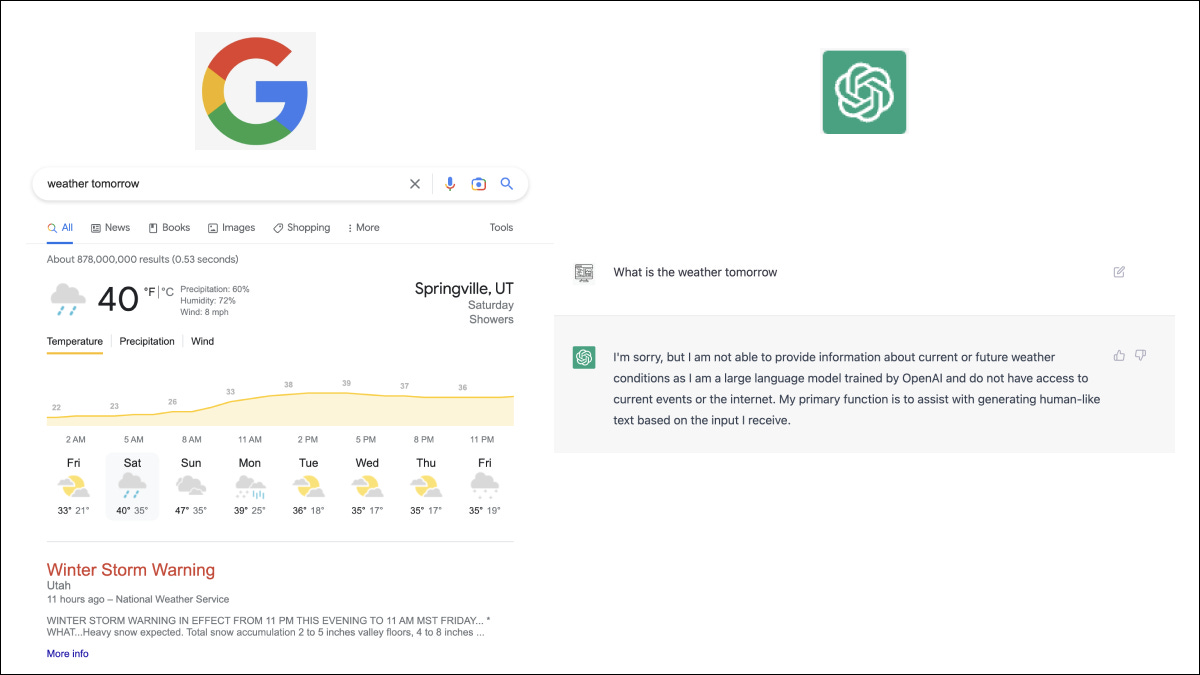 weather tomorrow
All News Books Images Shopping More Tools
About 878,000,000 results (0.53 seconds)
40 °F | °C
Precipitation: 60%
Humidity: 72%
Wind: 8 mph
Springville, UT
Saturday
Showers
Temperature Precipitation Wind
22 23 26 33 38 39 37 36
2 AM 5 AM 8 AM 11 AM 2 PM 5 PM 8 PM 11 PM
Fri Sat Sun Mon Tue Wed Thu Fri
33° 21° 40° 35° 47° 35° 39° 25° 36° 18° 35° 17° 35° 17° 35° 19°
Winter Storm Warning
Utah
11 hours ago – National Weather Service
WINTER STORM WARNING IN EFFECT FROM 11 PM THIS EVENING TO 11 AM MST FRIDAY... *
WHAT...Heavy snow expected. Total snow accumulation 2 to 5 inches valley floors, 4 to 8 inches ...
More info
What is the weather tomorrow
I'm sorry, but I am not able to provide information about current or future weather
conditions as I am a large language model trained by OpenAI and do not have access to
current events or the internet. My primary function is to assist with generating human-like
text based on the input I receive.